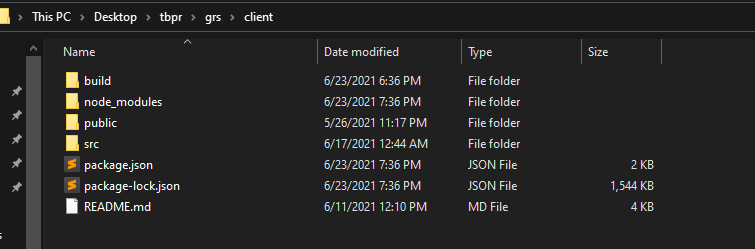 This PC > Desktop > tbpr > grs > client
Name Date modified Type Size
build 6/23/2021 6:36 PM File folder
node_modules 6/23/2021 7:36 PM File folder
public 5/26/2021 11:17 PM File folder
src 6/17/2021 12:44 AM File folder
package.json 6/23/2021 7:36 PM JSON File 2 KB
package-lock.json 6/23/2021 7:36 PM JSON File 1,544 KB
README.md 6/11/2021 12:10 PM MD File 4 KB